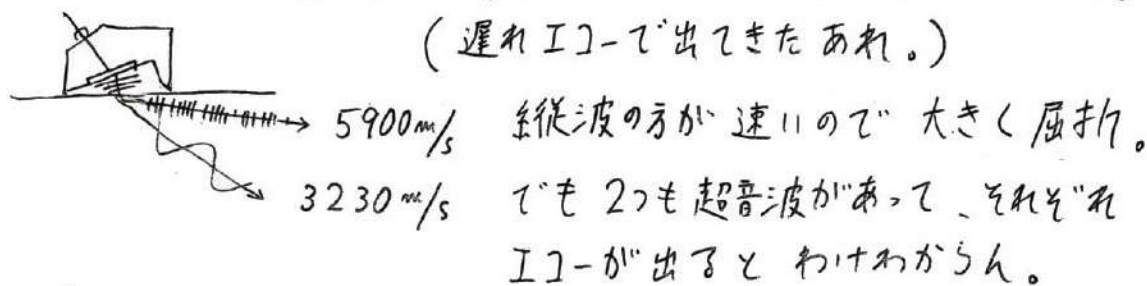 (遅れエコーで出てきたあれ。)
5900m/s 縦波の方が速いので大きく屈折。
3230m/s でも2つも超音波があって、それぞれ
エコーが出るとわけわからん。